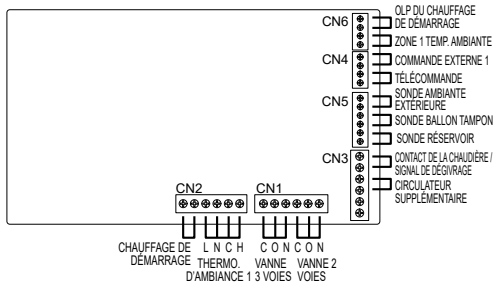 CN6
OLP DU CHAUFFAGE
DE DÉMARRAGE
ZONE 1 TEMP. AMBIANTE
CN4
COMMANDE EXTERNE 1
TÉLÉCOMMANDE
CN5
SONDE AMBIANTE
EXTÉRIEURE
SONDE BALLON TAMPON
SONDE RÉSERVOIR
CN3
CONTACT DE LA CHAUDIÈRE /
SIGNAL DE DÉGIVRAGE
CIRCULATEUR
SUPPLÉMENTAIRE
CN2
CN1
CHAUFFAGE DE
DÉMARRAGE
L N C H
THERMO.
D'AMBIANCE 1
C O N
VANNE
3 VOIES
C O N
VANNE 2
VOIES